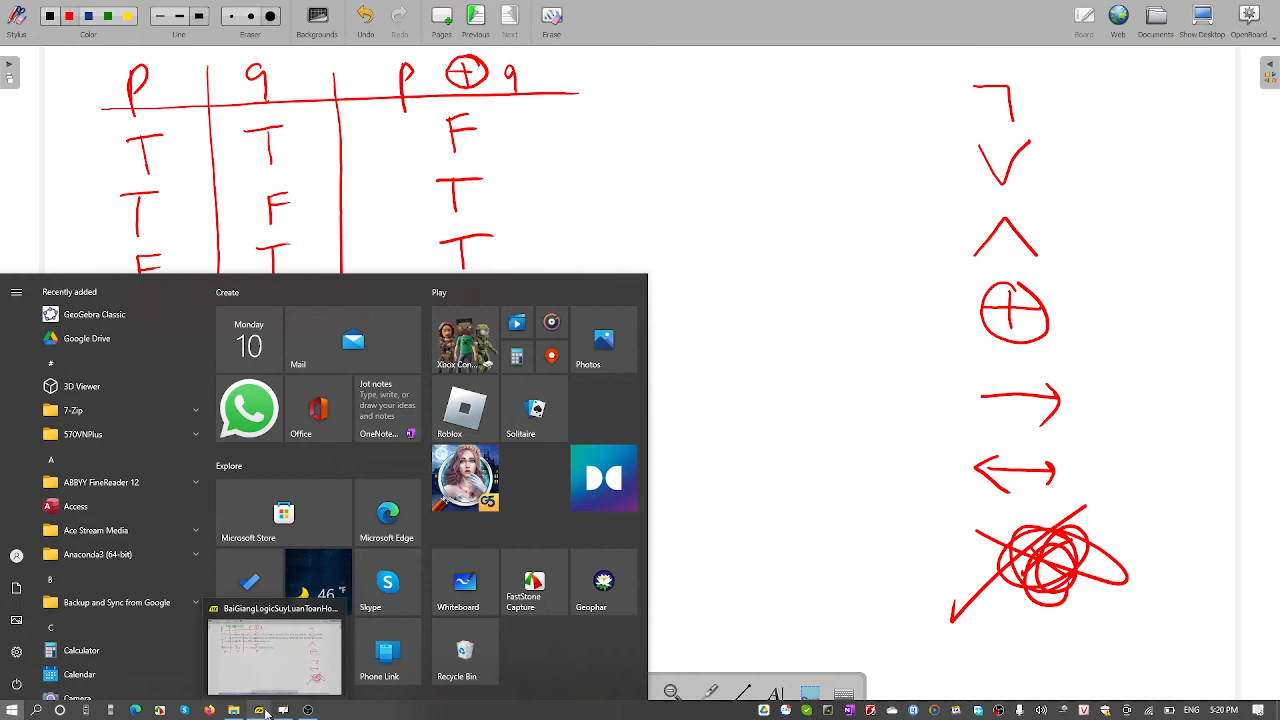 Stylus Color Line Eraser Backgrounds Undo Redo Pages Previous Next Erase Board Web Documents Show Desktop OpenBoard
p q p ⊕ q
T T F
T F T
F T T
¬
∨
∧
⊕
→
↔
Recently added
GeoGebra Classic
Google Drive
#
3D Viewer
7-Zip
570VNPlus
A
ABBYY FineReader 12
Access
Ace Stream Media
Anaconda3 (64-bit)
B
Backup and Sync from Google
C
Calculator
Calendar
Camera
Create
Monday
10
Mail
Office
Jot notes
Type, write, or
draw your ideas
and notes
OneNote...
Explore
Microsoft Store
Microsoft Edge
46°F
Skype
BaiGiangLogicSuyLuanToanHo...
Phone Link
Play
Xbox Con...
Photos
Roblox
Solitaire
G5
Whiteboard
FastStone
Capture
Geophar
Recycle Bin
5:00 PM